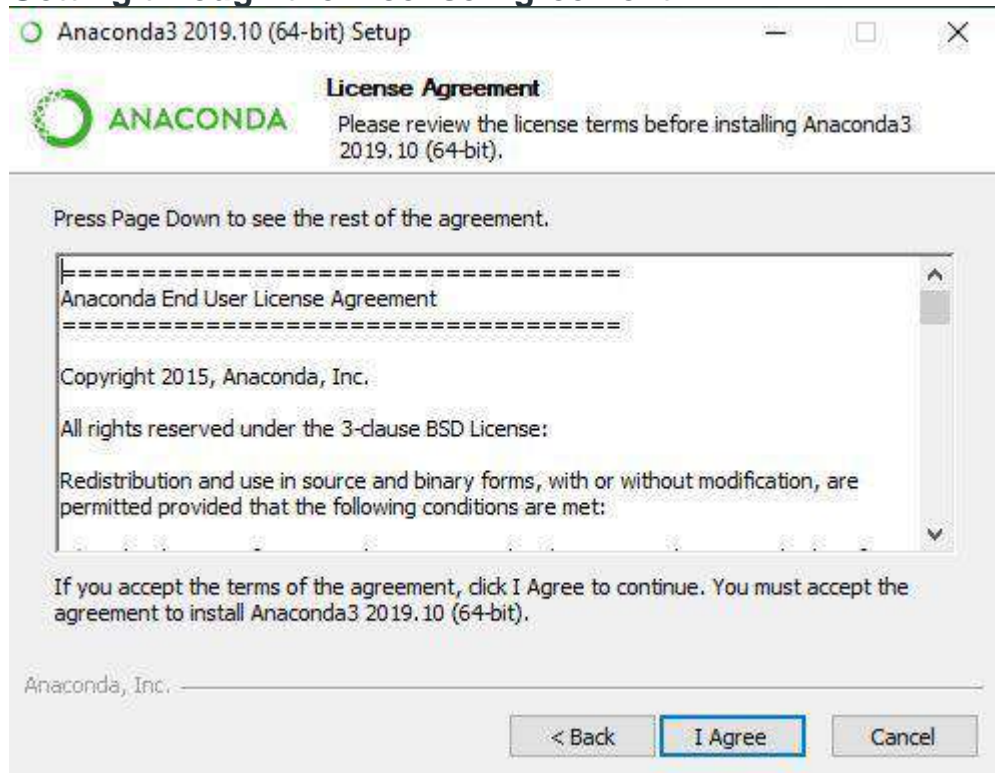 Anaconda3 2019.10 (64-bit) Setup
ANACONDA
License Agreement
Please review the license terms before installing Anaconda3
2019.10 (64-bit).
Press Page Down to see the rest of the agreement.
===================================
Anaconda End User License Agreement
===================================
Copyright 2015, Anaconda, Inc.
All rights reserved under the 3-clause BSD License:
Redistribution and use in source and binary forms, with or without modification, are
permitted provided that the following conditions are met:
If you accept the terms of the agreement, click I Agree to continue. You must accept the
agreement to install Anaconda3 2019.10 (64-bit).
Anaconda, Inc.
< Back
I Agree
Cancel